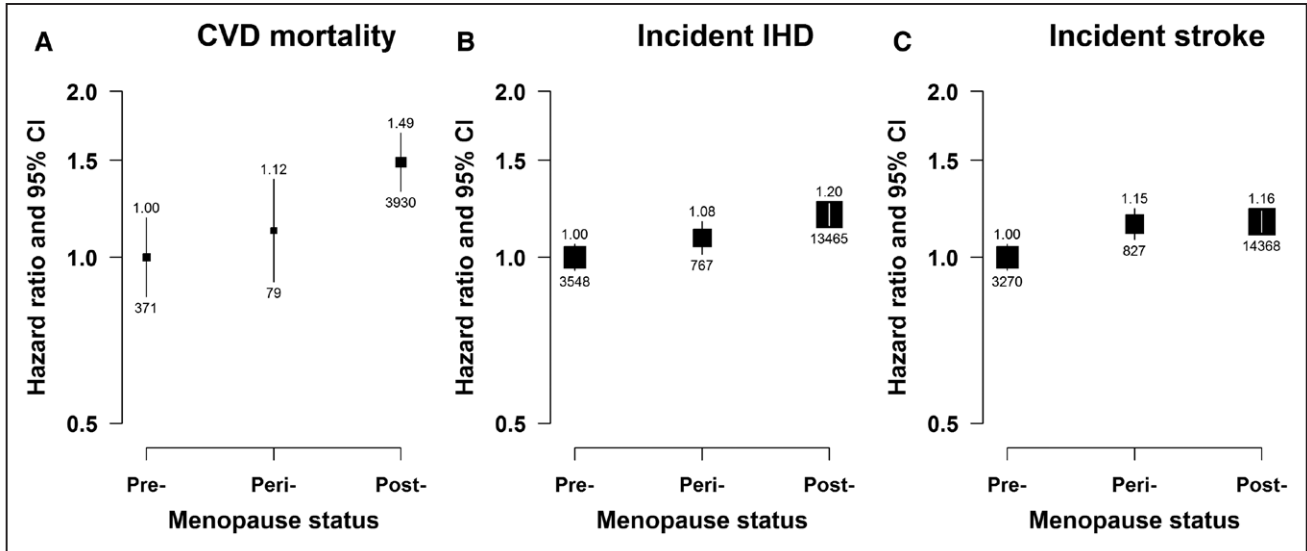 A
CVD mortality
Hazard ratio and 95% CI
2.0
1.5
1.0
0.5
1.00
371
1.12
79
1.49
3930
Pre-
Peri-
Post-
Menopause status
B
Incident IHD
Hazard ratio and 95% CI
2.0
1.5
1.0
0.5
1.00
3548
1.08
767
1.20
13465
Pre-
Peri-
Post-
Menopause status
C
Incident stroke
Hazard ratio and 95% CI
2.0
1.5
1.0
0.5
1.00
3270
1.15
827
1.16
14368
Pre-
Peri-
Post-
Menopause status